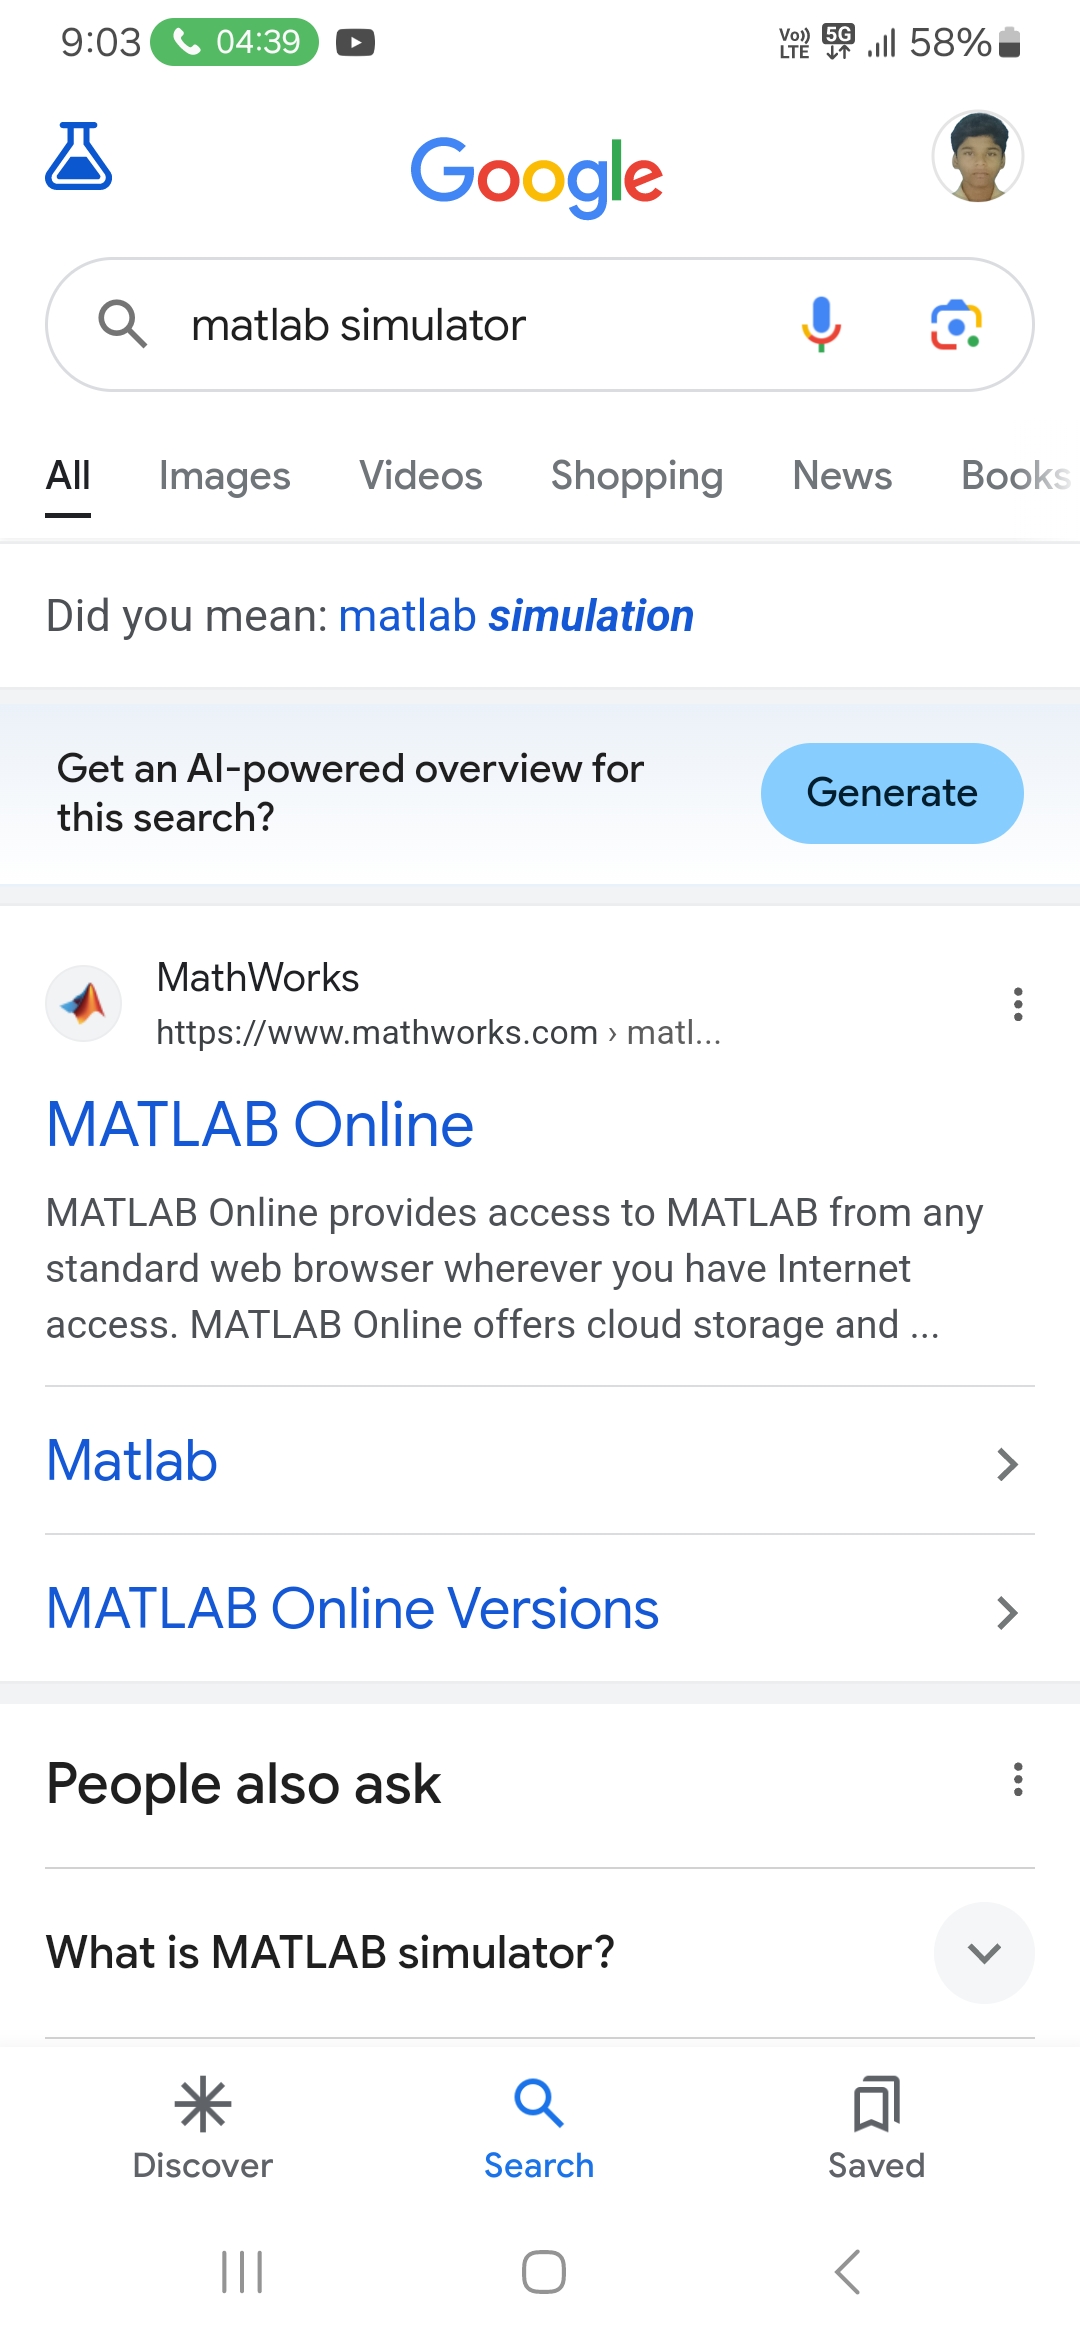 9:03 04:39 Vo)) LTE 5G 58%
Google
matlab simulator
All Images Videos Shopping News Books
Did you mean: matlab simulation
Get an AI-powered overview for
this search?
Generate
MathWorks
https://www.mathworks.com › matl...
MATLAB Online
MATLAB Online provides access to MATLAB from any
standard web browser wherever you have Internet
access. MATLAB Online offers cloud storage and ...
Matlab
MATLAB Online Versions
People also ask
What is MATLAB simulator?
Discover Search Saved